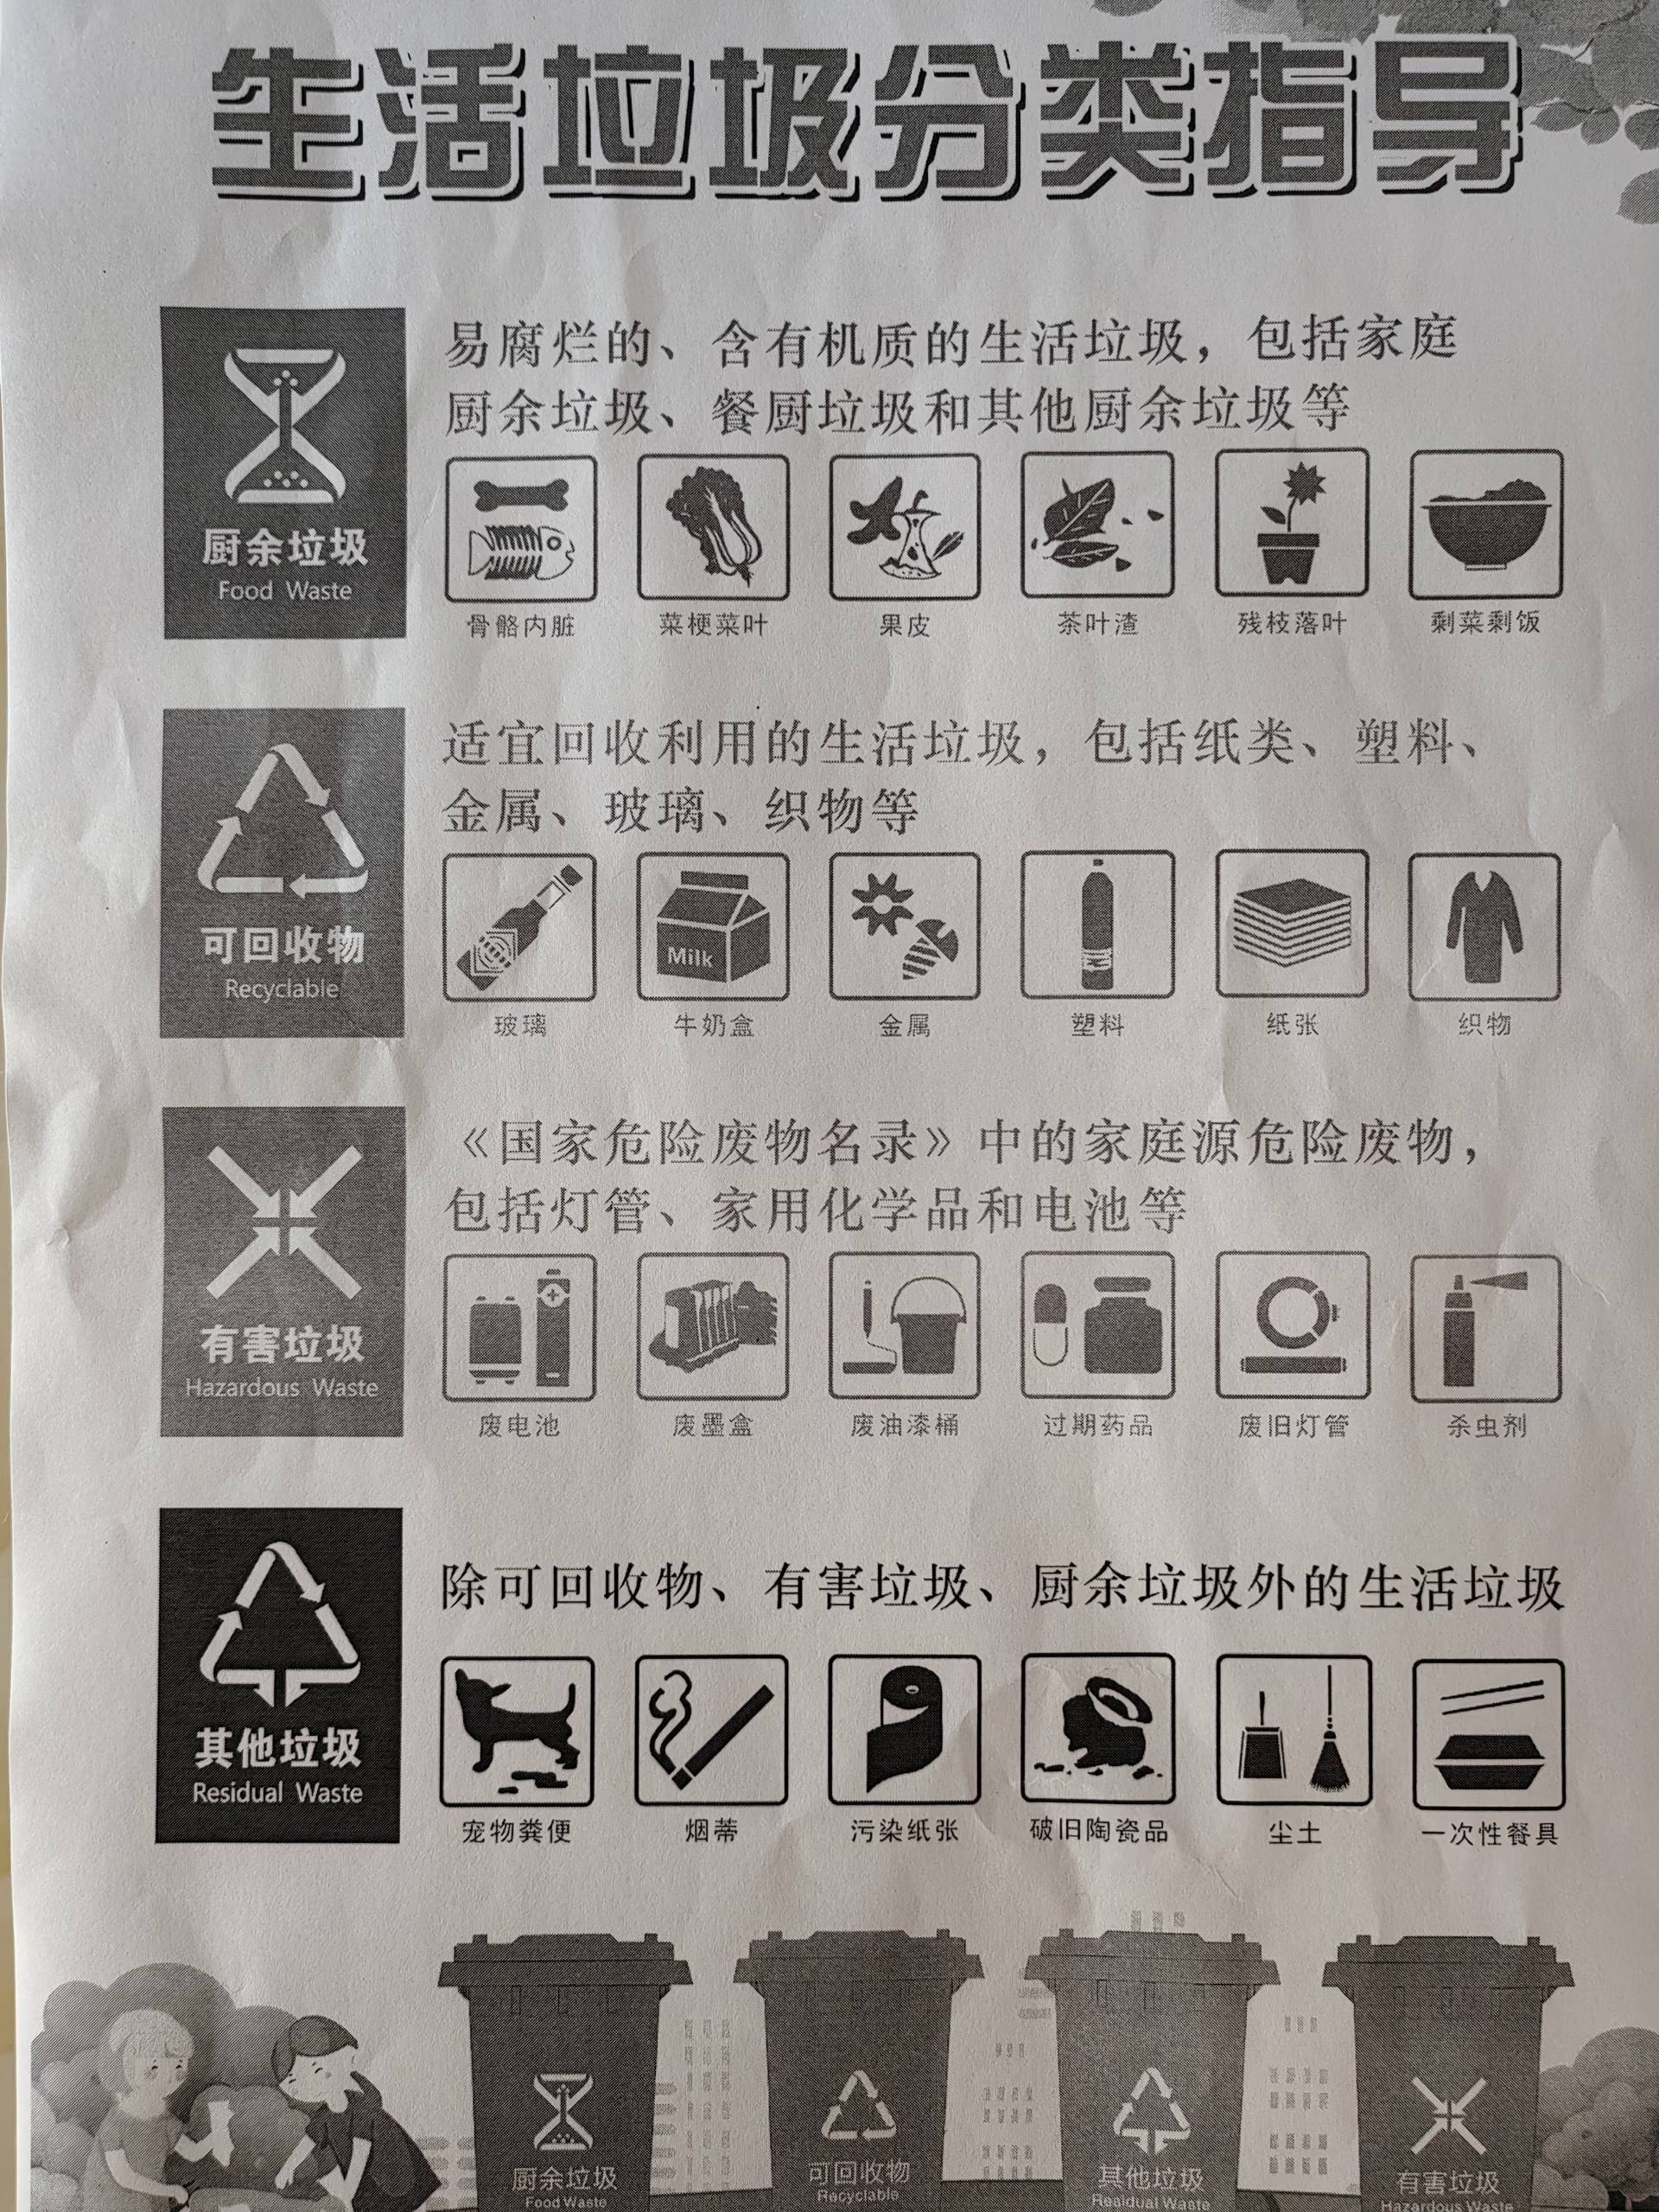 生活垃圾分类指导
易腐烂的、含有机质的生活垃圾，包括家庭
厨余垃圾、餐厨垃圾和其他厨余垃圾等
厨余垃圾
Food Waste
骨骼内脏 菜梗菜叶 果皮 茶叶渣 残枝落叶 剩菜剩饭
适宜回收利用的生活垃圾，包括纸类、塑料、
金属、玻璃、织物等
Milk
可回收物
Recyclable
玻璃 牛奶盒 金属 塑料 纸张 织物
《国家危险废物名录》中的家庭源危险废物，
包括灯管、家用化学品和电池等
有害垃圾
Hazardous Waste
废电池 废墨盒 废油漆桶 过期药品 废旧灯管 杀虫剂
除可回收物、有害垃圾、厨余垃圾外的生活垃圾
其他垃圾
Residual Waste
宠物粪便 烟蒂 污染纸张 破旧陶瓷品 尘土 一次性餐具
厨余垃圾 可回收物 其他垃圾 有害垃圾
Food Waste Recyclable Residual Waste Hazardous Waste